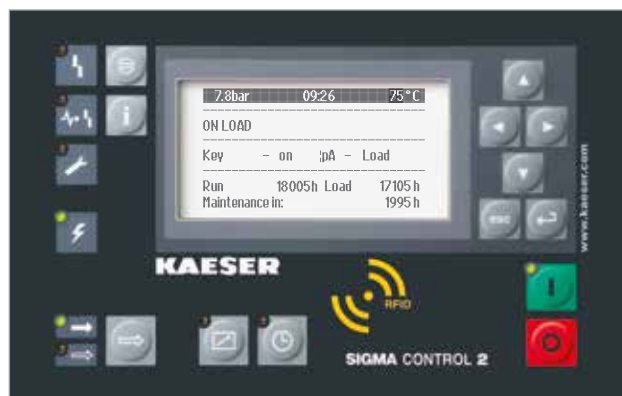 7.8bar 09:26 75°C
ON LOAD
Key - on ¦pA - Load
Run 18005h Load 17105h
Maintenance in: 1995h
esc
www.kaeser.com
KAESER
RFID
I
O
SIGMA CONTROL 2